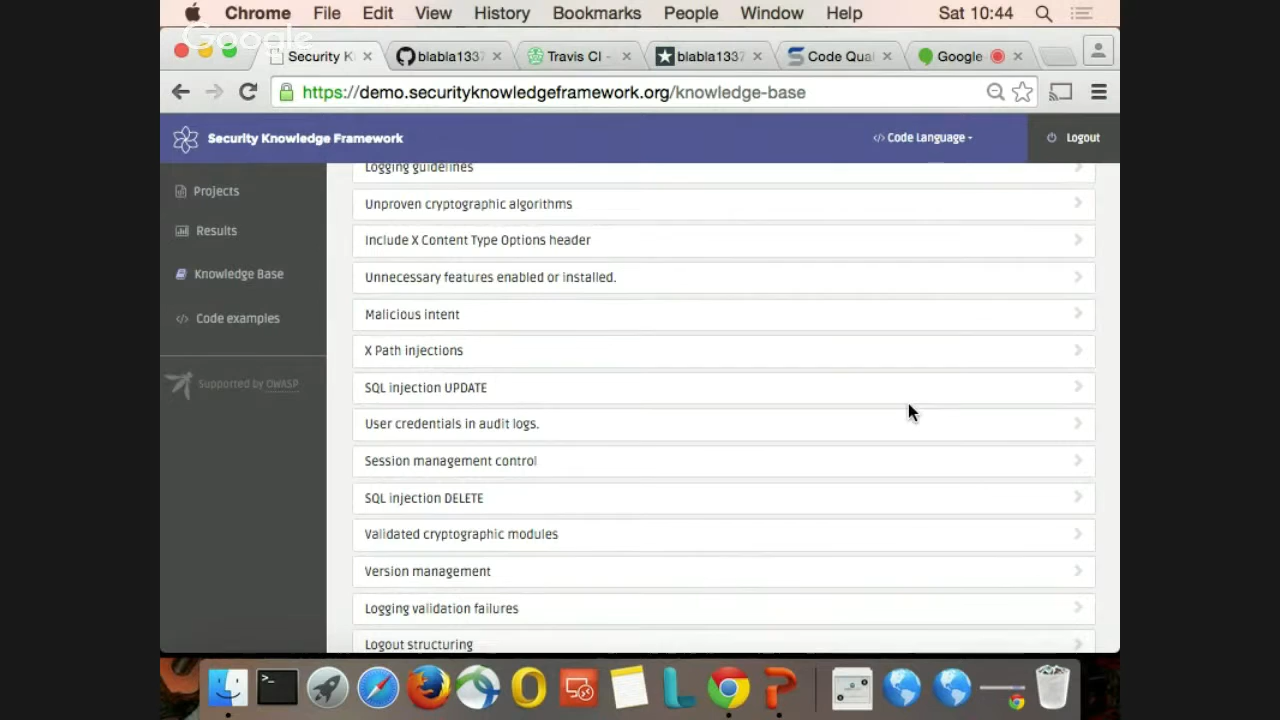 Chrome File Edit View History Bookmarks People Window Help Sat 10:44
Google
Security K blabla1337 Travis CI - blabla1337 Code Qual Google
https://demo.securityknowledgeframework.org/knowledge-base
Security Knowledge Framework </> Code Language Logout
Projects
Results
Knowledge Base
</> Code examples
Supported by OWASP
Logging guidelines
Unproven cryptographic algorithms
Include X Content Type Options header
Unnecessary features enabled or installed.
Malicious intent
X Path injections
SQL injection UPDATE
User credentials in audit logs.
Session management control
SQL injection DELETE
Validated cryptographic modules
Version management
Logging validation failures
Logout structuring